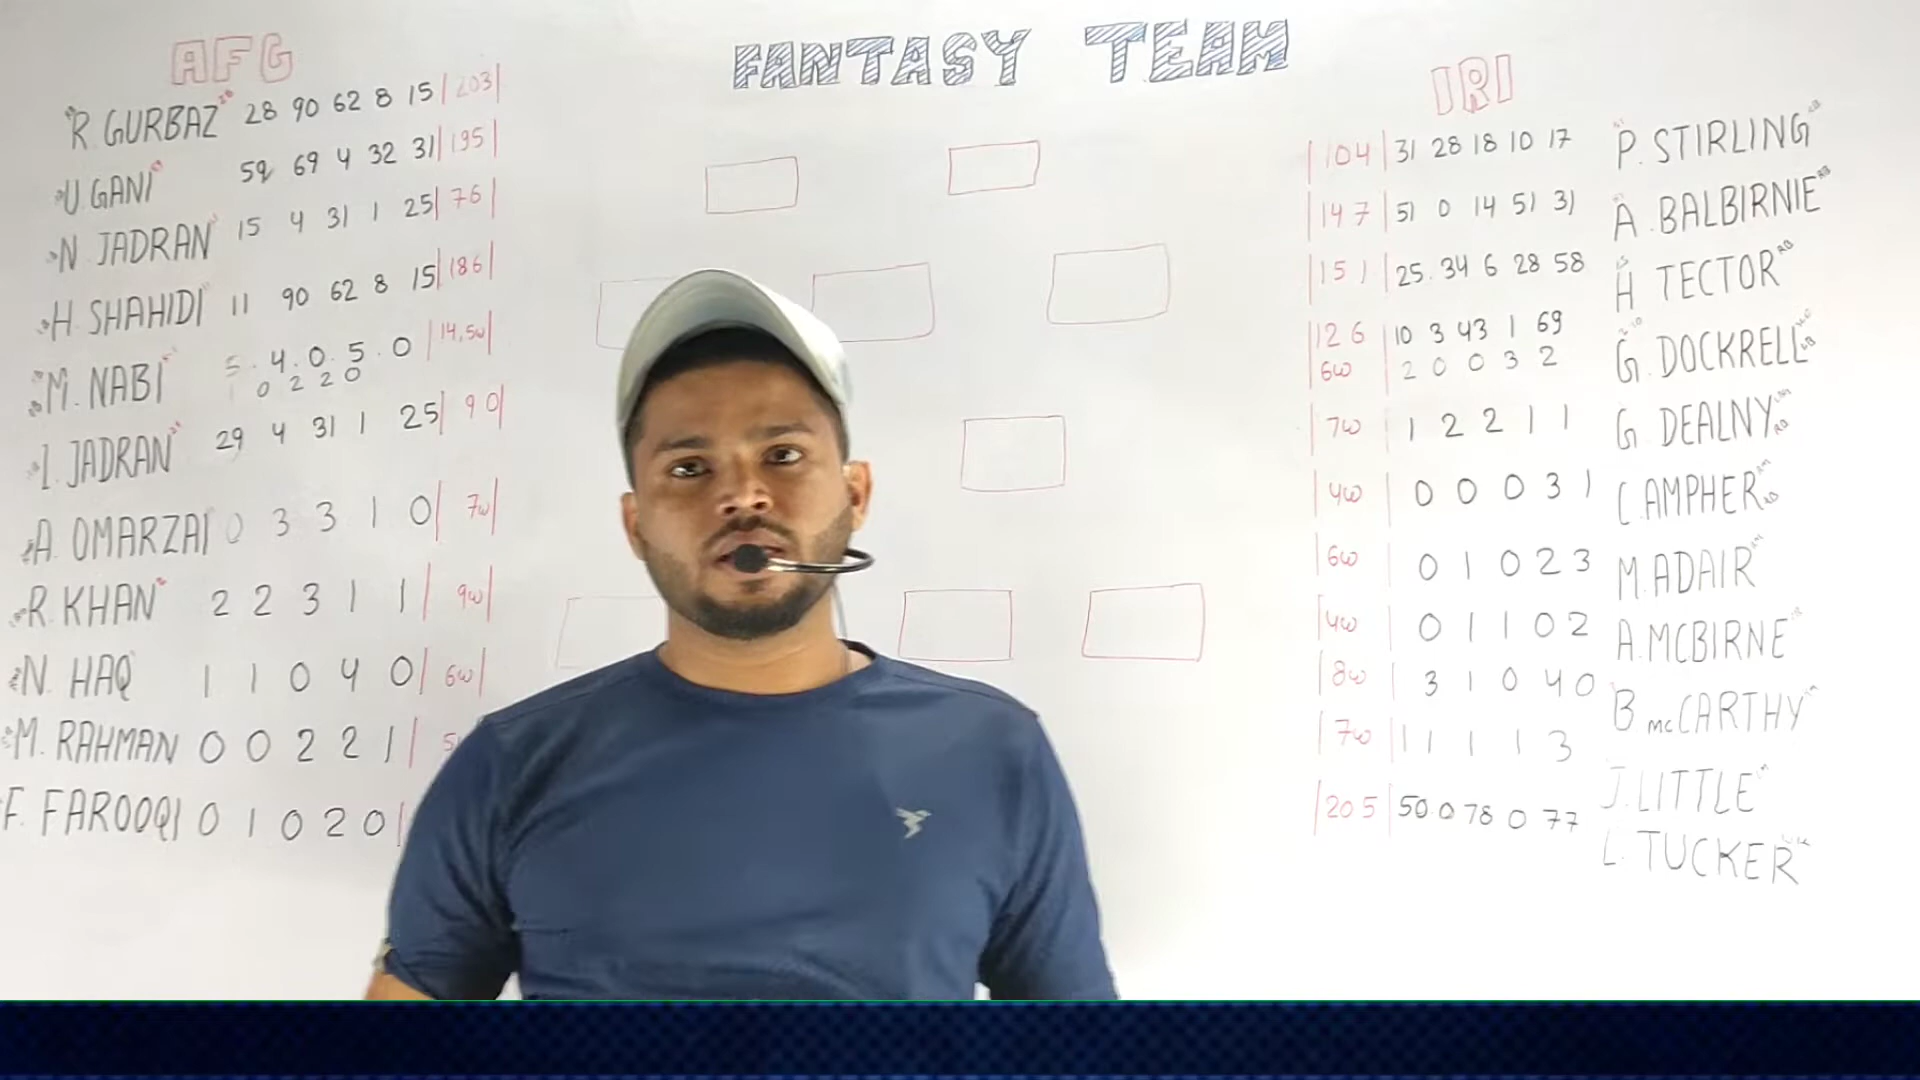 FANTASY TEAM
AFG
R. GURBAZ 28 90 62 8 15 | 203 |
U. GANI 59 69 4 32 31 | 195 |
N. JADRAN 15 4 31 1 25 | 76 |
H. SHAHIDI 11 90 62 8 15 | 186 |
M. NABI 5. 4. 0. 5. 0 | 14, 5W |
1 0 2 2 0
I. JADRAN 29 4 31 1 25 | 90 |
A. OMARZAI 0 3 3 1 0 | 7W |
R. KHAN 2 2 3 1 1 | 9W |
N. HAQ 1 1 0 4 0 | 6W |
M. RAHMAN 0 0 2 2 1 | 5
F. FAROOQI 0 1 0 2 0 |
IRI
| 104 | 31 28 18 10 17 P. STIRLING
| 147 | 51 0 14 51 31 A. BALBIRNIE
| 151 | 25. 34 6 28 58 H TECTOR
| 126 | 10 3 43 1 69 G. DOCKRELL
6W 2 0 0 3 2
| 7W | 1 2 2 1 1 G. DEALNY
| 4W | 0 0 0 3 1 C. AMPHER
| 6W | 0 1 0 2 3 M. ADAIR
| 4W | 0 1 1 0 2 A. MCBIRNE
| 8W | 3 1 0 4 0 B mcCARTHY
| 7W | 1 1 1 1 3 J. LITTLE
| 205 | 50 0 78 0 77 L. TUCKER